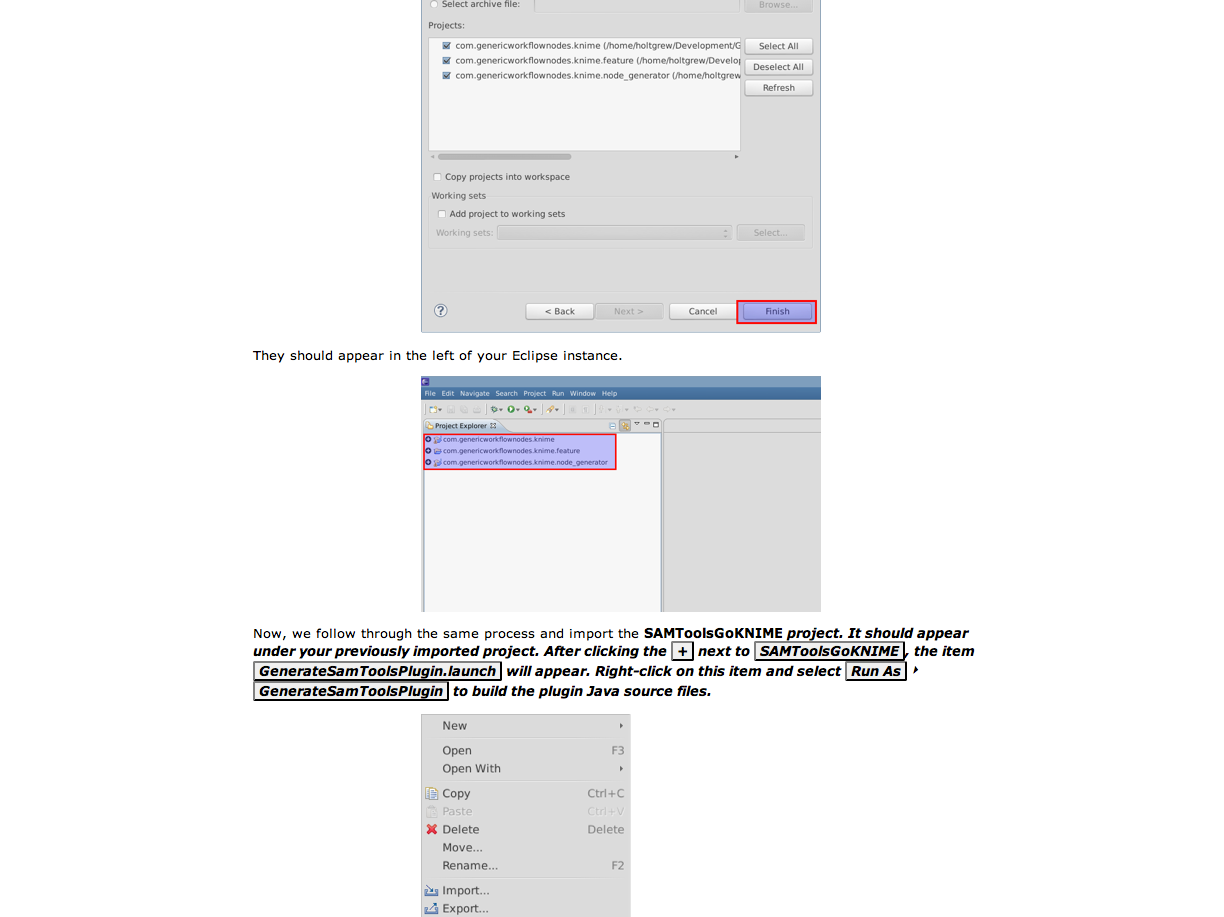 Select archive file:
Browse...
Projects:
com.genericworkflownodes.knime (/home/holtgrew/Development/G
Select All
com.genericworkflownodes.knime.feature (/home/holtgrew/Develop
Deselect All
com.genericworkflownodes.knime.node_generator (/home/holtgrew
Refresh
Copy projects into workspace
Working sets
Add project to working sets
Working sets:
Select...
?
< Back
Next >
Cancel
Finish
They should appear in the left of your Eclipse instance.
File Edit Navigate Search Project Run Window Help
Project Explorer
com.genericworkflownodes.knime
com.genericworkflownodes.knime.feature
com.genericworkflownodes.knime.node_generator
Now, we follow through the same process and import the SAMToolsGoKNIME project. It should appear
under your previously imported project. After clicking the + next to SAMToolsGoKNIME, the item
GenerateSamToolsPlugin.launch will appear. Right-click on this item and select Run As ‣
GenerateSamToolsPlugin to build the plugin Java source files.
New
Open F3
Open With
Copy Ctrl+C
Paste Ctrl+V
Delete Delete
Move...
Rename... F2
Import...
Export...